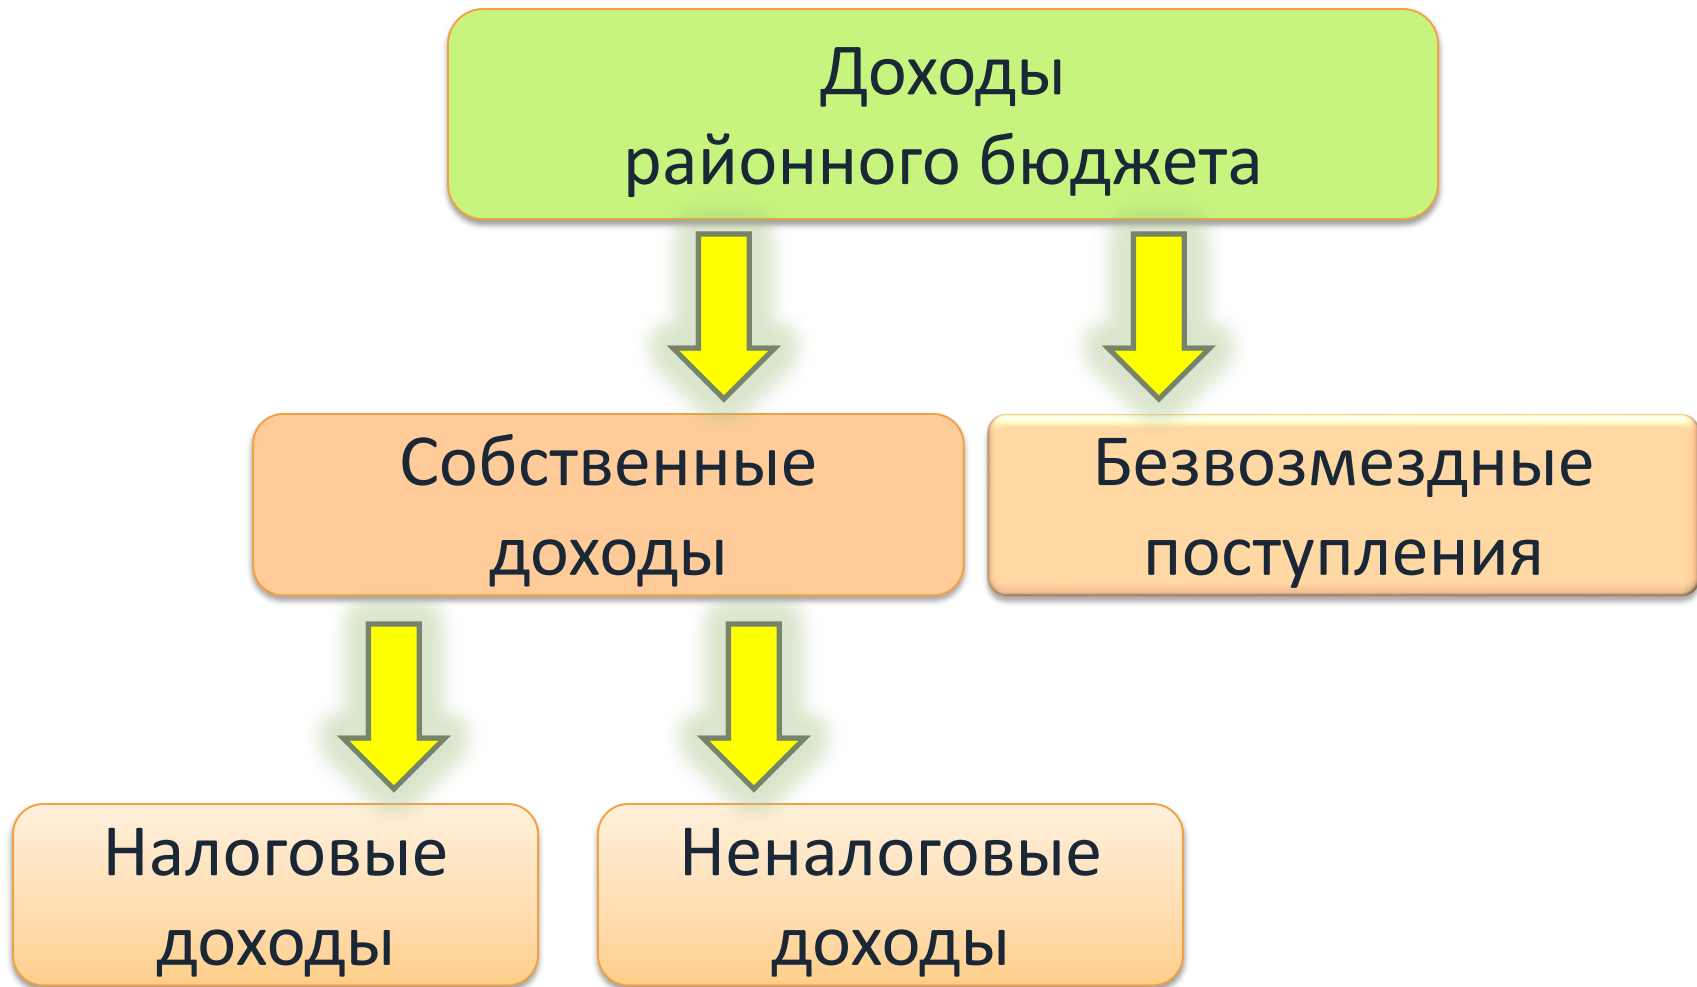 Доходы
районного бюджета
Собственные
доходы
Безвозмездные
поступления
Налоговые
доходы
Неналоговые
доходы